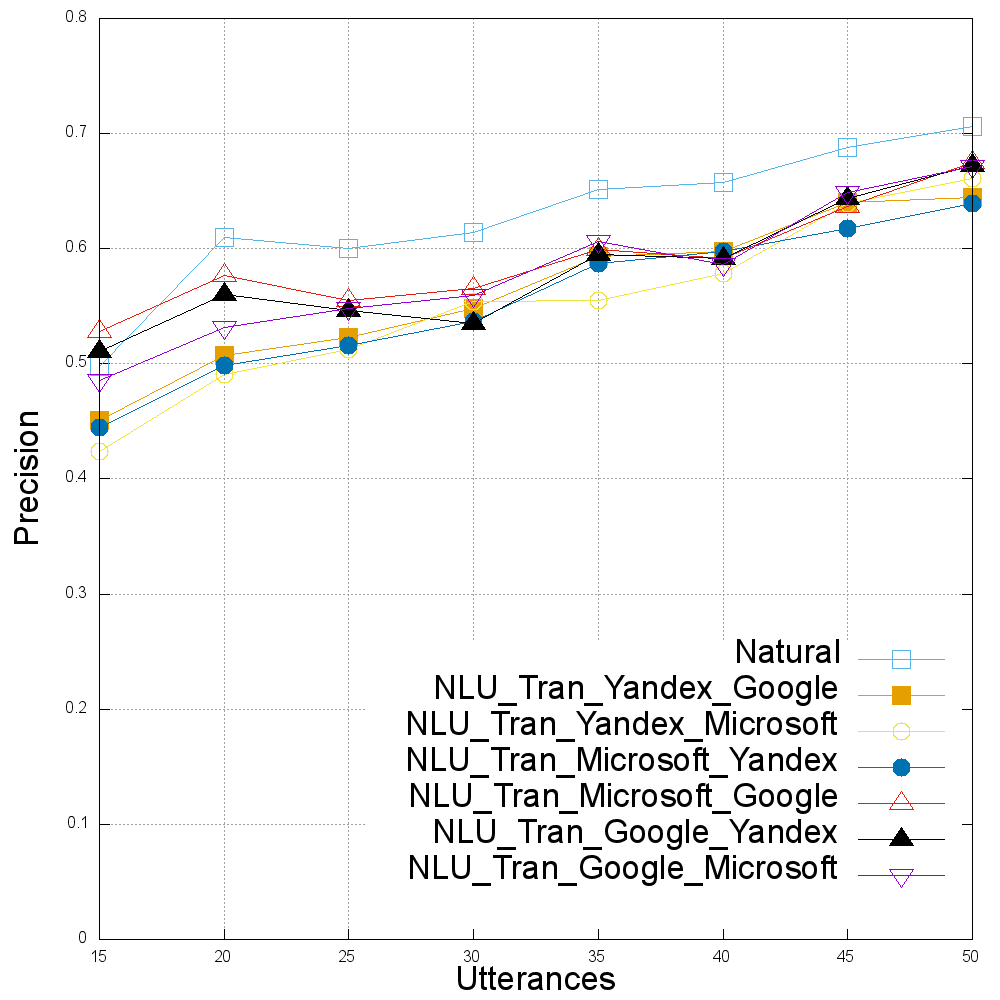 0.8
0.7
0.6
0.5
0.4
0.3
0.2
0.1
0
Precision
15 20 25 30 35 40 45 50
Utterances
Natural
NLU_Tran_Yandex_Google
NLU_Tran_Yandex_Microsoft
NLU_Tran_Microsoft_Yandex
NLU_Tran_Microsoft_Google
NLU_Tran_Google_Yandex
NLU_Tran_Google_Microsoft